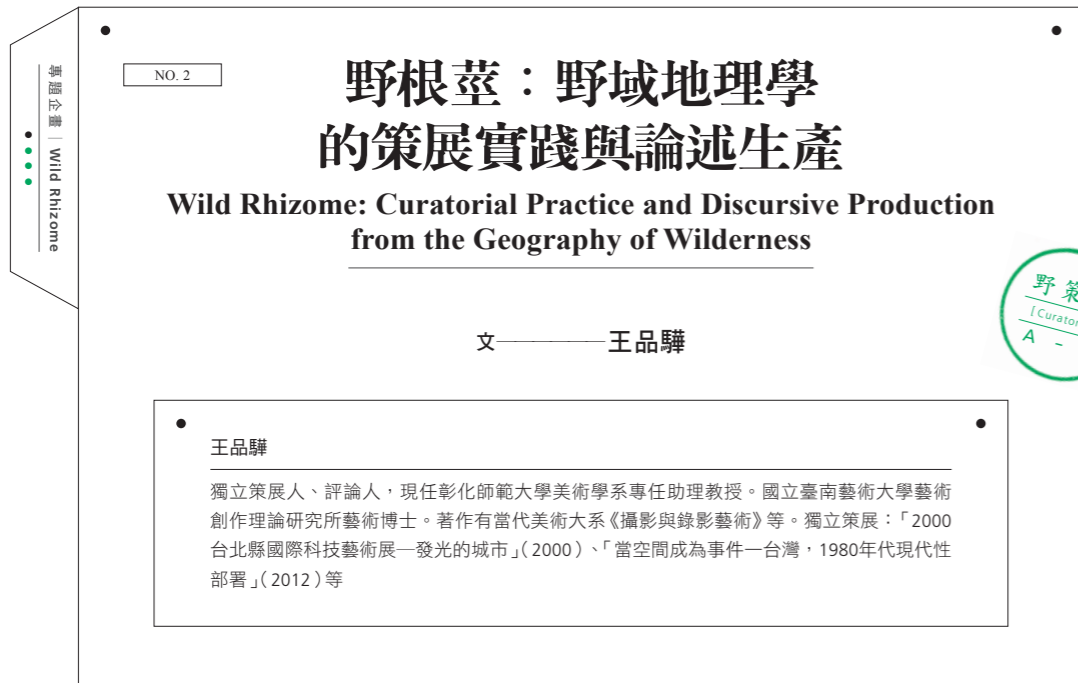 專題企畫｜Wild Rhizome
NO. 2
野根莖：野域地理學
的策展實踐與論述生產
Wild Rhizome: Curatorial Practice and Discursive Production
from the Geography of Wilderness
野策
[Curator
A -
文————王品驊
王品驊
獨立策展人、評論人，現任彰化師範大學美術學系專任助理教授。國立臺南藝術大學藝術
創作理論研究所藝術博士。著作有當代美術大系《攝影與錄影藝術》等。獨立策展：「2000
台北縣國際科技藝術展─發光的城市」（2000）、「當空間成為事件一台灣，1980年代現代性
部署」（2012）等